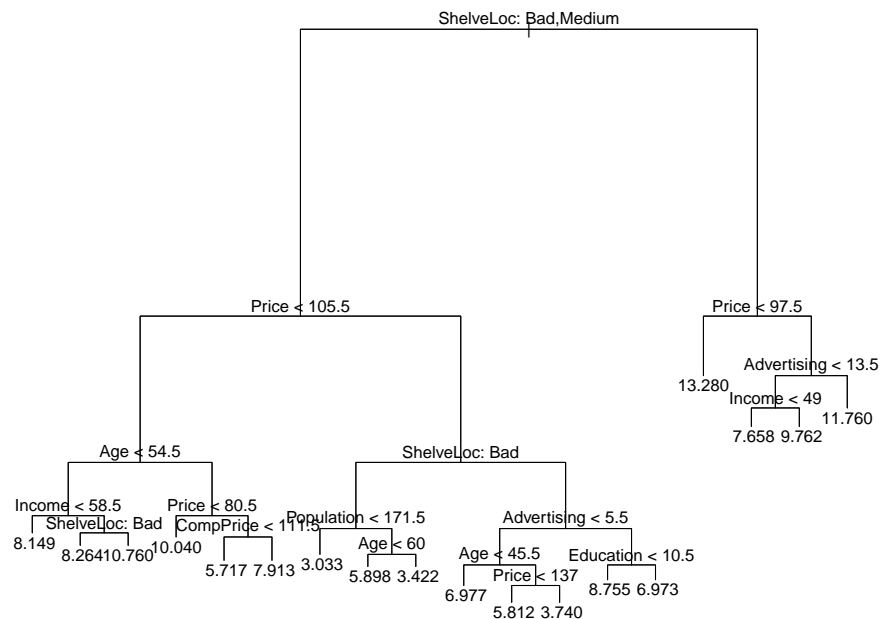 ShelveLoc: Bad,Medium
Price < 105.5
Price < 97.5
Advertising < 13.5
13.280
Income < 49
11.760
7.658 9.762
Age < 54.5
ShelveLoc: Bad
Income < 58.5
Price < 80.5
Population < 171.5
Advertising < 5.5
ShelveLoc: Bad
CompPrice < 111.5
8.149
10.040
Age < 60
Age < 45.5
Education < 10.5
8.264 10.760
3.033
5.717 7.913
5.898 3.422
Price < 137
8.755 6.973
6.977
5.812 3.740